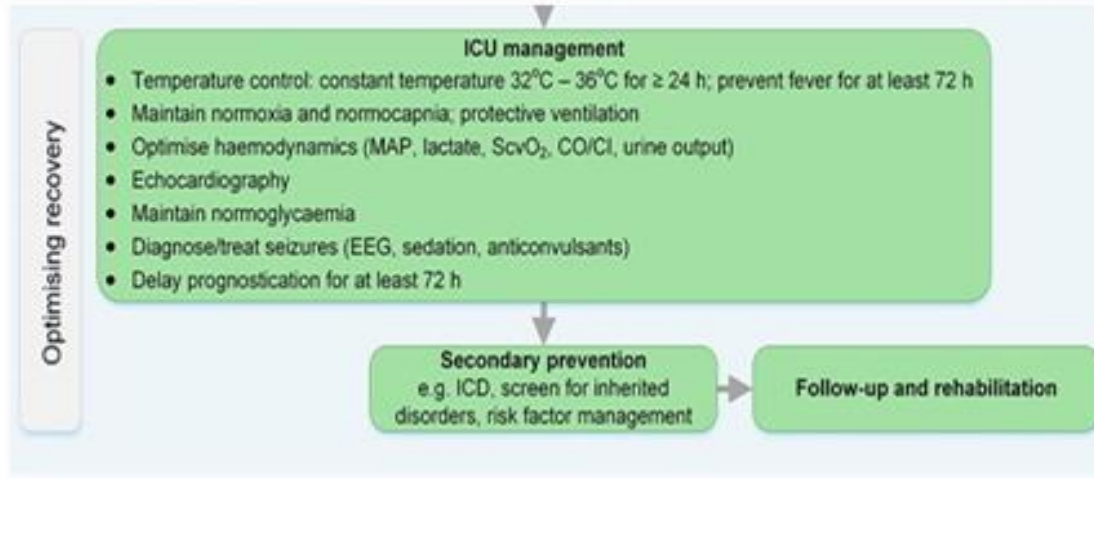 Optimising recovery
ICU management
• Temperature control: constant temperature 32°C – 36°C for ≥ 24 h; prevent fever for at least 72 h
• Maintain normoxia and normocapnia; protective ventilation
• Optimise haemodynamics (MAP, lactate, ScvO₂, CO/CI, urine output)
• Echocardiography
• Maintain normoglycaemia
• Diagnose/treat seizures (EEG, sedation, anticonvulsants)
• Delay prognostication for at least 72 h
Secondary prevention
e.g. ICD, screen for inherited
disorders, risk factor management
Follow-up and rehabilitation